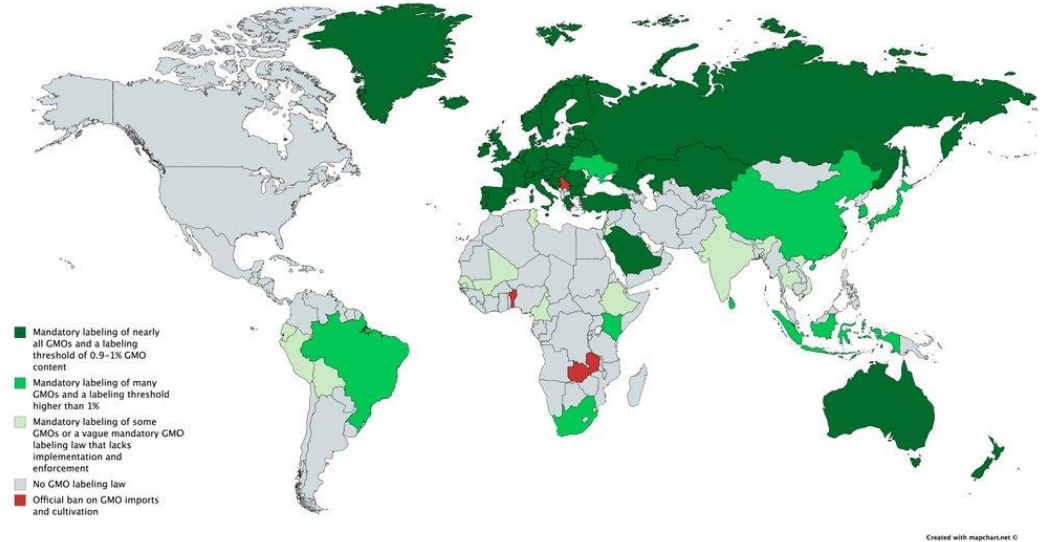 Mandatory labeling of nearly
all GMOs and a labeling
threshold of 0.9-1% GMO
content
Mandatory labeling of many
GMOs and a labeling threshold
higher than 1%
Mandatory labeling of some
GMOs or a vague mandatory GMO
labeling law that lacks
implementation and
enforcement
No GMO labeling law
Official ban on GMO imports
and cultivation
Created with mapchart.net ©